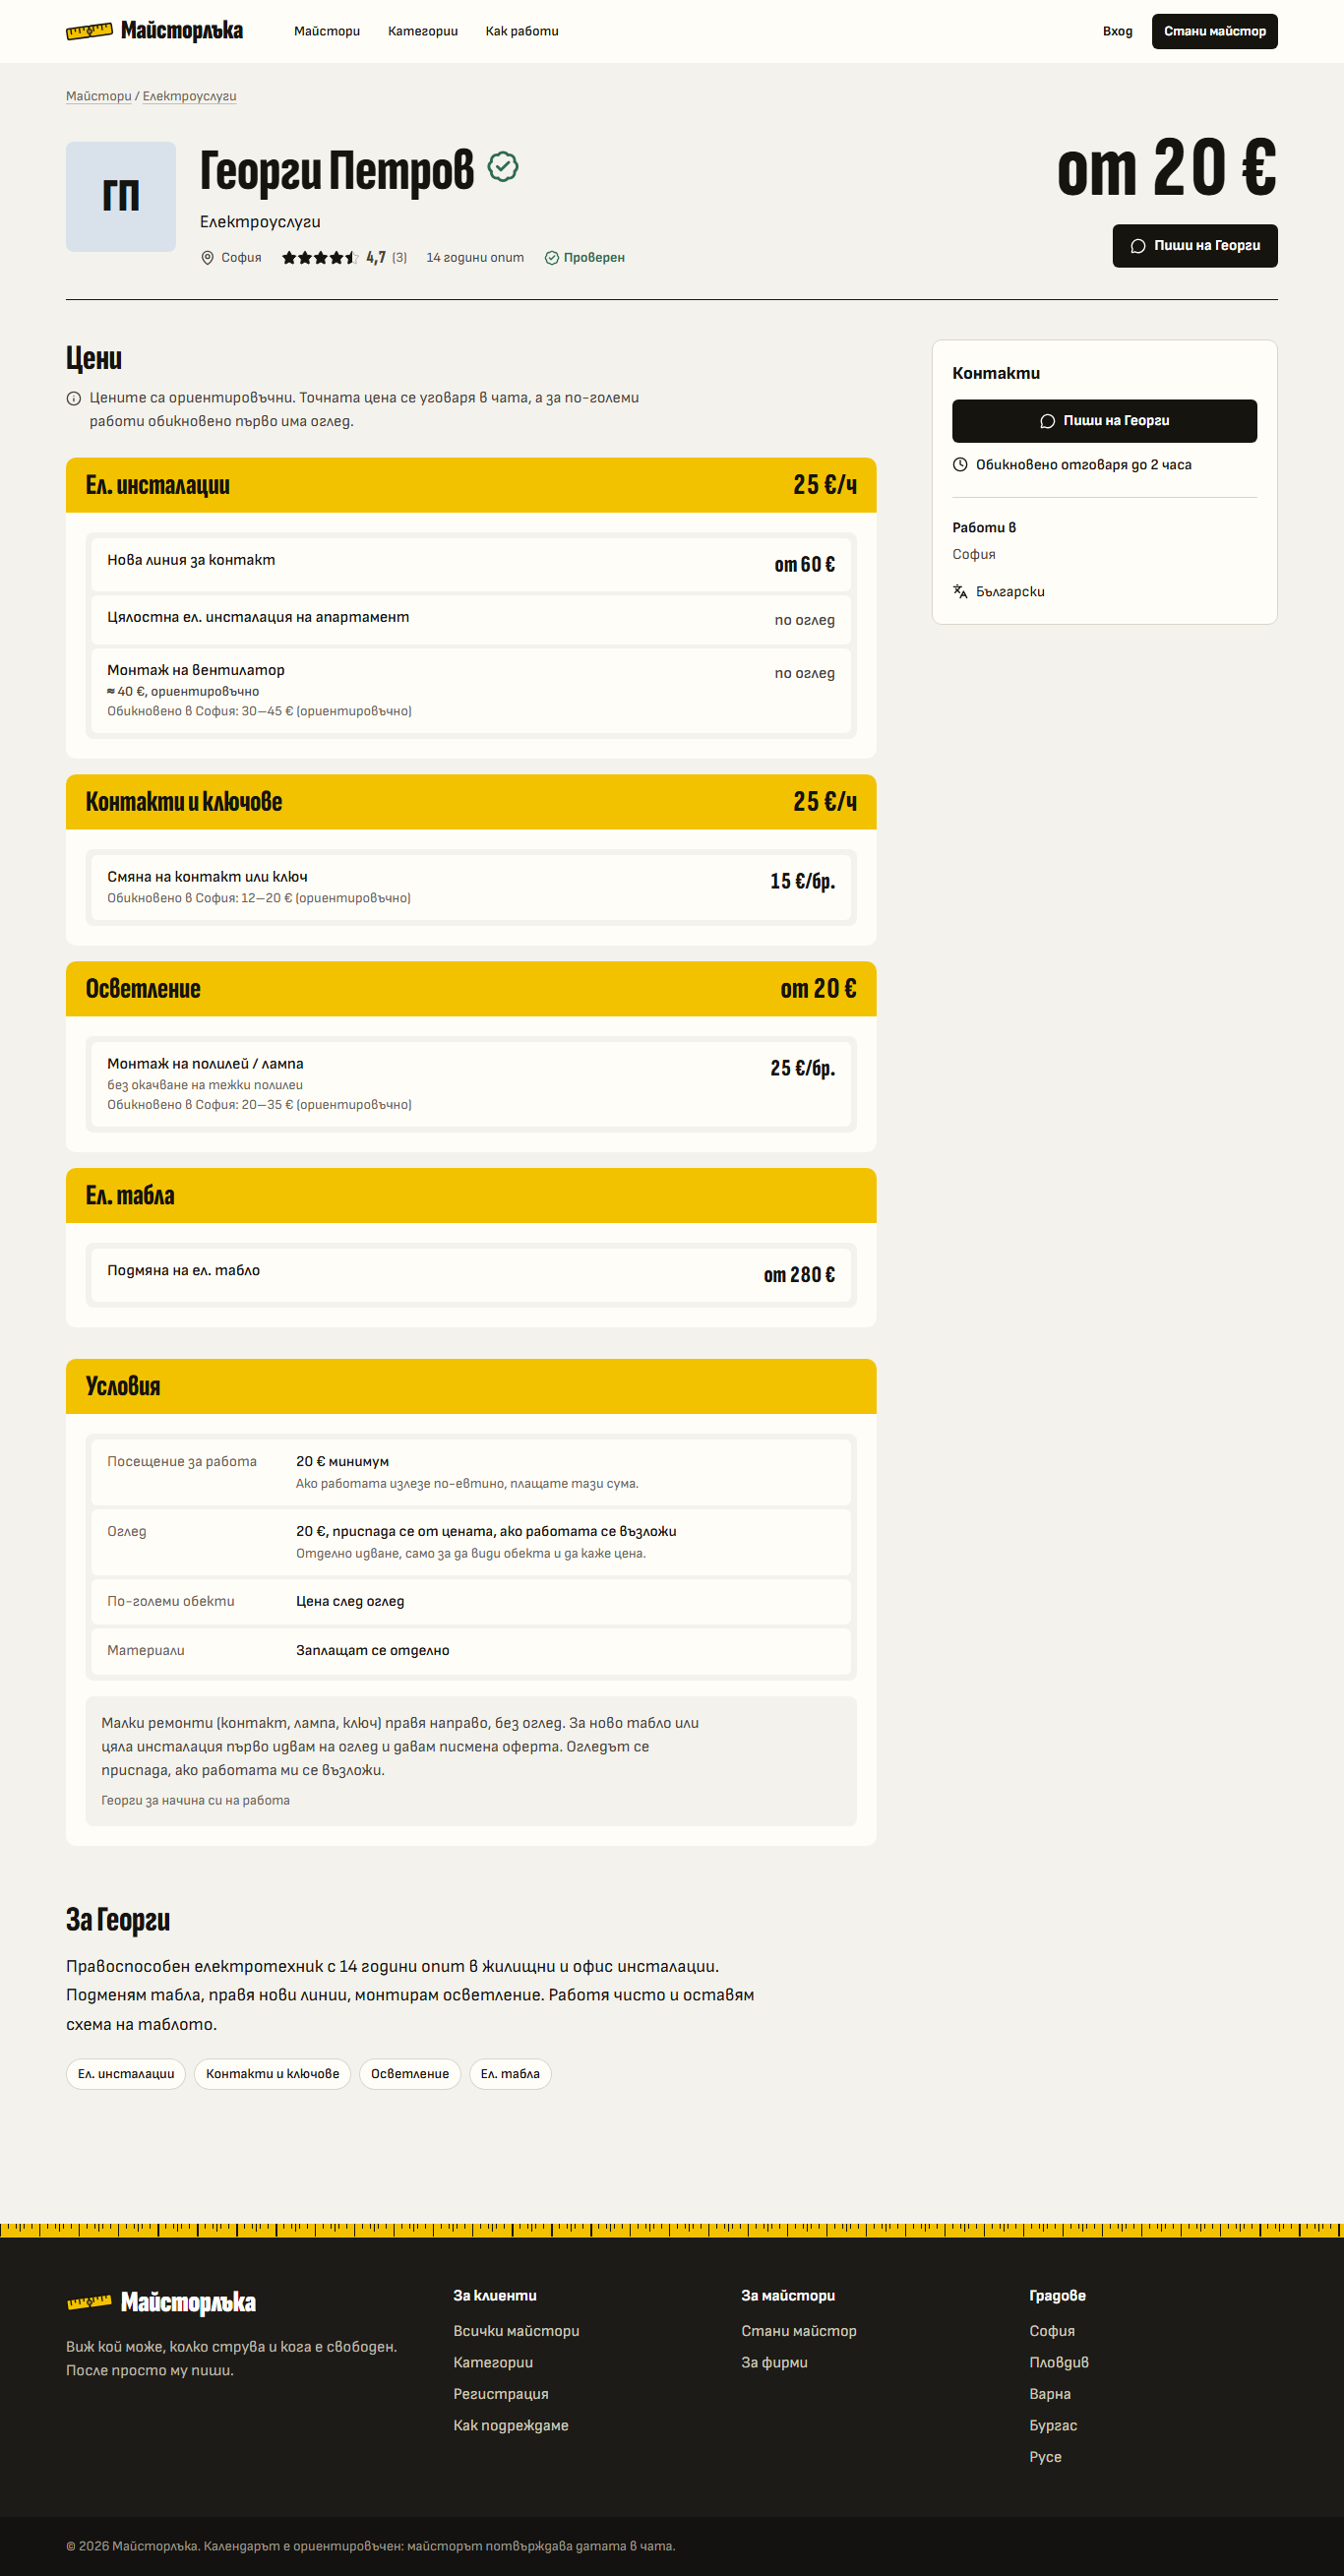 Майсторлъка
Майстори
Категории
Как работи
Вход
Стани майстор
Майстори / Електроуслуги
ГП
Георги Петров
от 20 €
Електроуслуги
София
4,7 (3)
14 години опит
Проверен
Пиши на Георги
Цени
Цените са ориентировъчни. Точната цена се уговаря в чата, а за по-големи
работи обикновено първо има оглед.
Ел. инсталации 25 €/ч
Нова линия за контакт от 60 €
Цялостна ел. инсталация на апартамент по оглед
Монтаж на вентилатор по оглед
≈ 40 €, ориентировъчно
Обикновено в София: 30–45 € (ориентировъчно)
Контакти и ключове 25 €/ч
Смяна на контакт или ключ 15 €/бр.
Обикновено в София: 12–20 € (ориентировъчно)
Осветление от 20 €
Монтаж на полилей / лампа 25 €/бр.
без окачване на тежки полилеи
Обикновено в София: 20–35 € (ориентировъчно)
Ел. табла
Подмяна на ел. табло от 280 €
Условия
Посещение за работа 20 € минимум
Ако работата излезе по-евтино, плащате тази сума.
Оглед 20 €, приспада се от цената, ако работата се възложи
Отделно идване, само за да види обекта и да каже цена.
По-големи обекти Цена след оглед
Материали Заплащат се отделно
Малки ремонти (контакт, лампа, ключ) правя направо, без оглед. За ново табло или
цяла инсталация първо идвам на оглед и давам писмена оферта. Огледът се
приспада, ако работата ми се възложи.
Георги за начина си на работа
Контакти
Пиши на Георги
Обикновено отговаря до 2 часа
Работи в
София
Български
За Георги
Правоспособен електротехник с 14 години опит в жилищни и офис инсталации.
Подменям табла, правя нови линии, монтирам осветление. Работя чисто и оставям
схема на таблото.
Ел. инсталации
Контакти и ключове
Осветление
Ел. табла
Майсторлъка
Виж кой може, колко струва и кога е свободен.
После просто му пиши.
За клиенти
Всички майстори
Категории
Регистрация
Как подреждаме
За майстори
Стани майстор
За фирми
Градове
София
Пловдив
Варна
Бургас
Русе
© 2026 Майсторлъка. Календарът е ориентировъчен: майсторът потвърждава датата в чата.